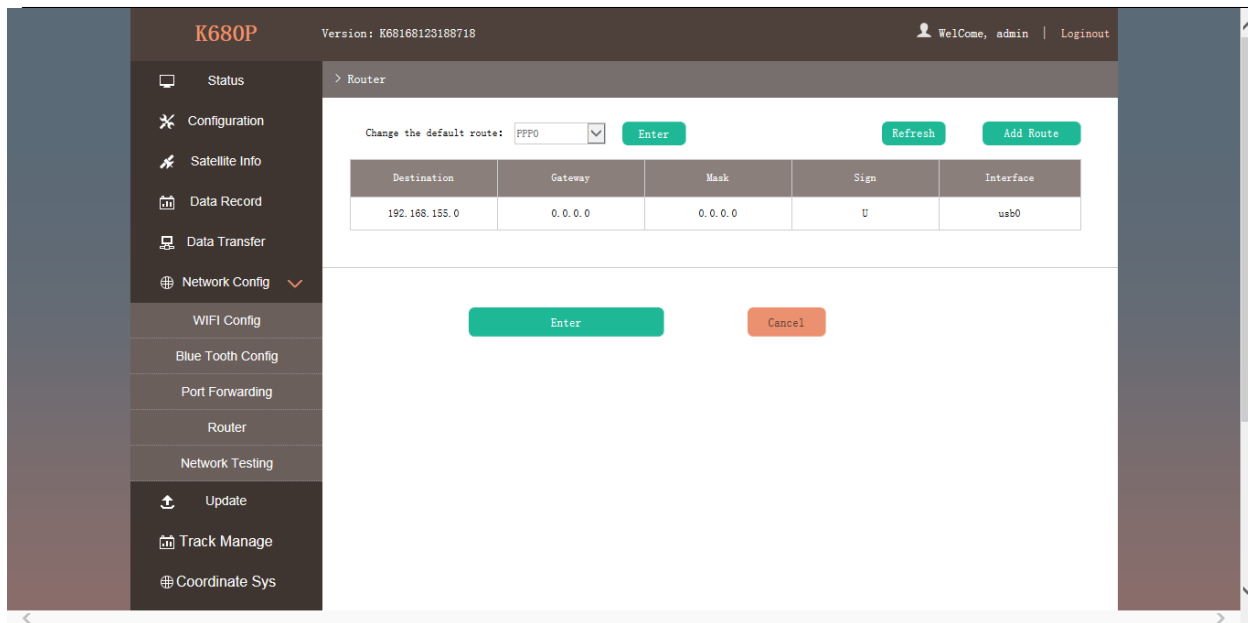 K680P
Version: K68168123188718
WelCome, admin | Loginout
Status
> Router
Configuration
Change the default route: PPP0 Enter Refresh Add Route
Satellite Info
Destination Gateway Mask Sign Interface
Data Record
192.168.155.0 0.0.0.0 0.0.0.0 U usb0
Data Transfer
Network Config
WIFI Config
Enter Cancel
Blue Tooth Config
Port Forwarding
Router
Network Testing
Update
Track Manage
Coordinate Sys